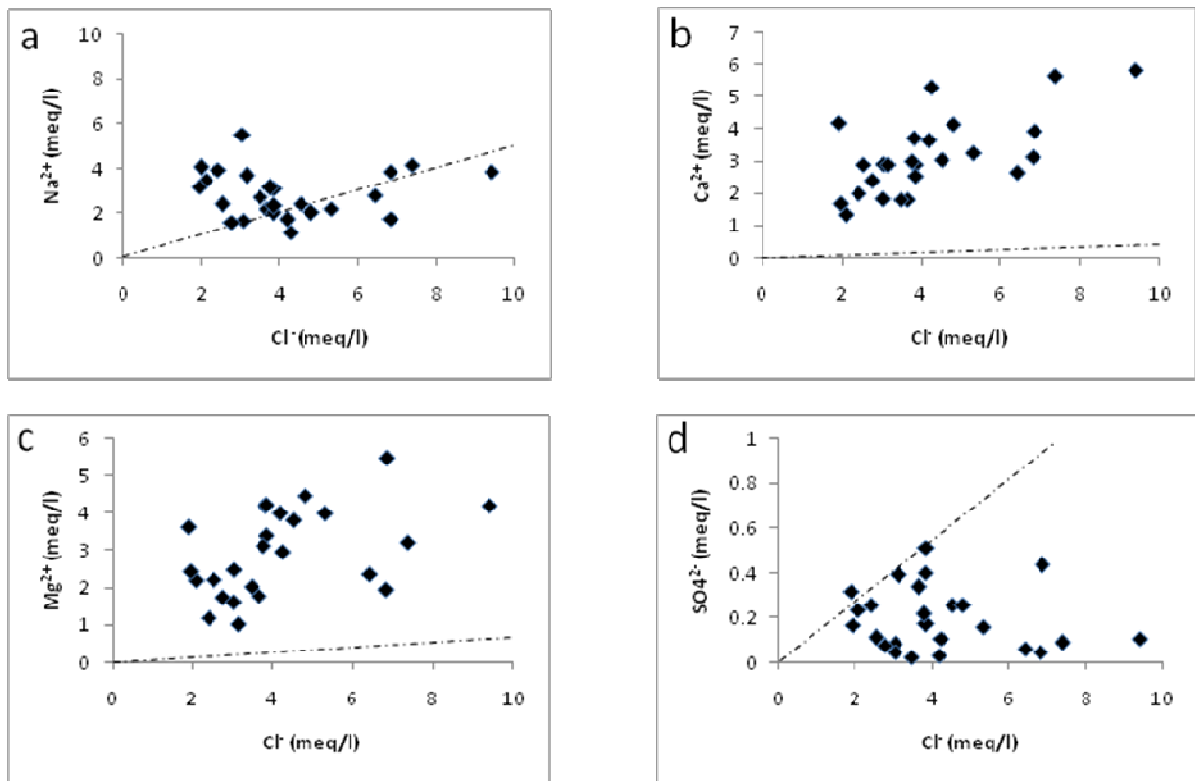 a
10
8
6
4
2
0
Na²⁺ (meq/l)
0 2 4 6 8 10
Cl⁻(meq/l)
b
7
6
5
4
3
2
1
0
Ca²⁺ (meq/l)
0 2 4 6 8 10
Cl⁻ (meq/l)
c
6
5
4
3
2
1
0
Mg²⁺ (meq/l)
0 2 4 6 8 10
Cl⁻ (meq/l)
d
1
0.8
0.6
0.4
0.2
0
SO4²⁻ (meq/l)
0 2 4 6 8 10
Cl⁻ (meq/l)